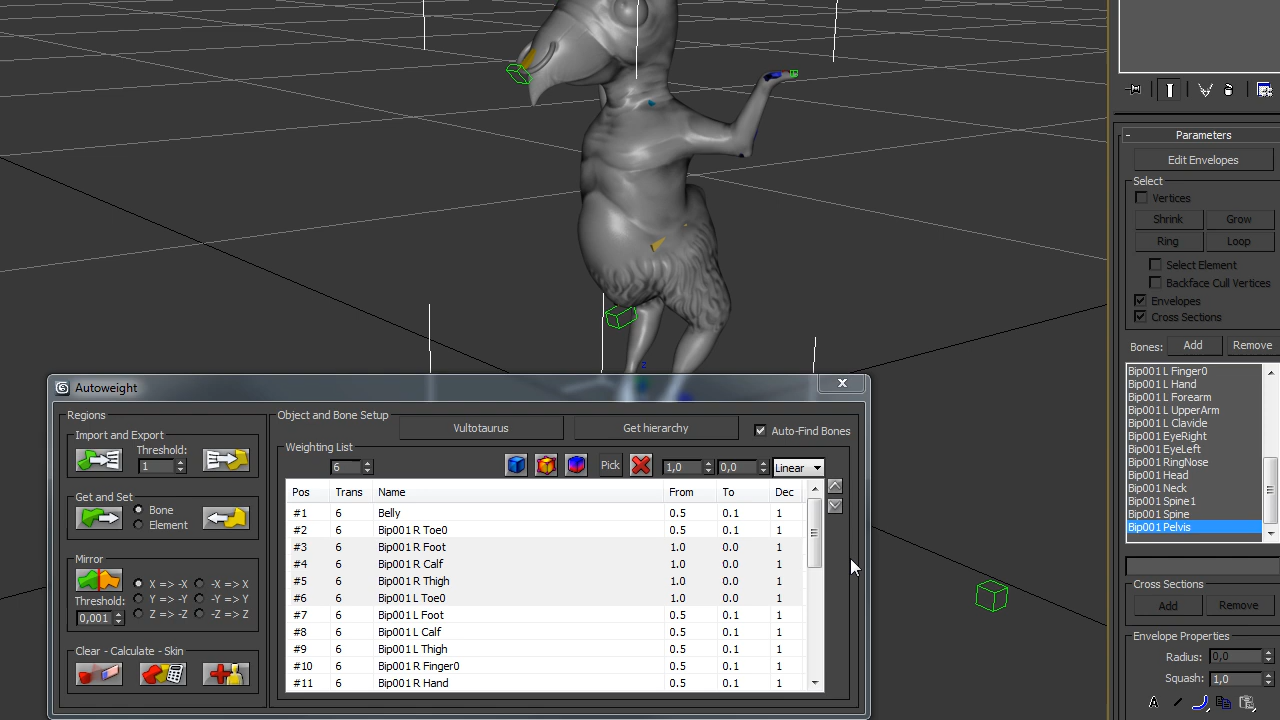 Parameters
Edit Envelopes
Select
Vertices
Shrink Grow
Ring Loop
Select Element
Backface Cull Vertices
Envelopes
Cross Sections
Bones: Add Remove
Bip001 L Finger0
Bip001 L Hand
Bip001 L Forearm
Bip001 L UpperArm
Bip001 L Clavicle
Bip001 EyeRight
Bip001 EyeLeft
Bip001 RingNose
Bip001 Head
Bip001 Neck
Bip001 Spine1
Bip001 Spine
Bip001 Pelvis
Cross Sections
Add Remove
Envelope Properties
Radius: 0,0
Squash: 1,0
A
z
Autoweight
Regions
Import and Export
Threshold:
1
Get and Set
Bone
Element
Mirror
X => -X -X => X
Threshold: Y => -Y -Y => Y
0,001 Z => -Z -Z => Z
Clear - Calculate - Skin
Object and Bone Setup
Vultotaurus Get hierarchy Auto-Find Bones
Weighting List
6 Pick 1,0 0,0 Linear
Pos Trans Name From To Dec
#1 6 Belly 0.5 0.1 1
#2 6 Bip001 R Toe0 0.5 0.1 1
#3 6 Bip001 R Foot 1.0 0.0 1
#4 6 Bip001 R Calf 1.0 0.0 1
#5 6 Bip001 R Thigh 1.0 0.0 1
#6 6 Bip001 L Toe0 1.0 0.0 1
#7 6 Bip001 L Foot 0.5 0.1 1
#8 6 Bip001 L Calf 0.5 0.1 1
#9 6 Bip001 L Thigh 0.5 0.1 1
#10 6 Bip001 R Finger0 0.5 0.1 1
#11 6 Bip001 R Hand 0.5 0.1 1